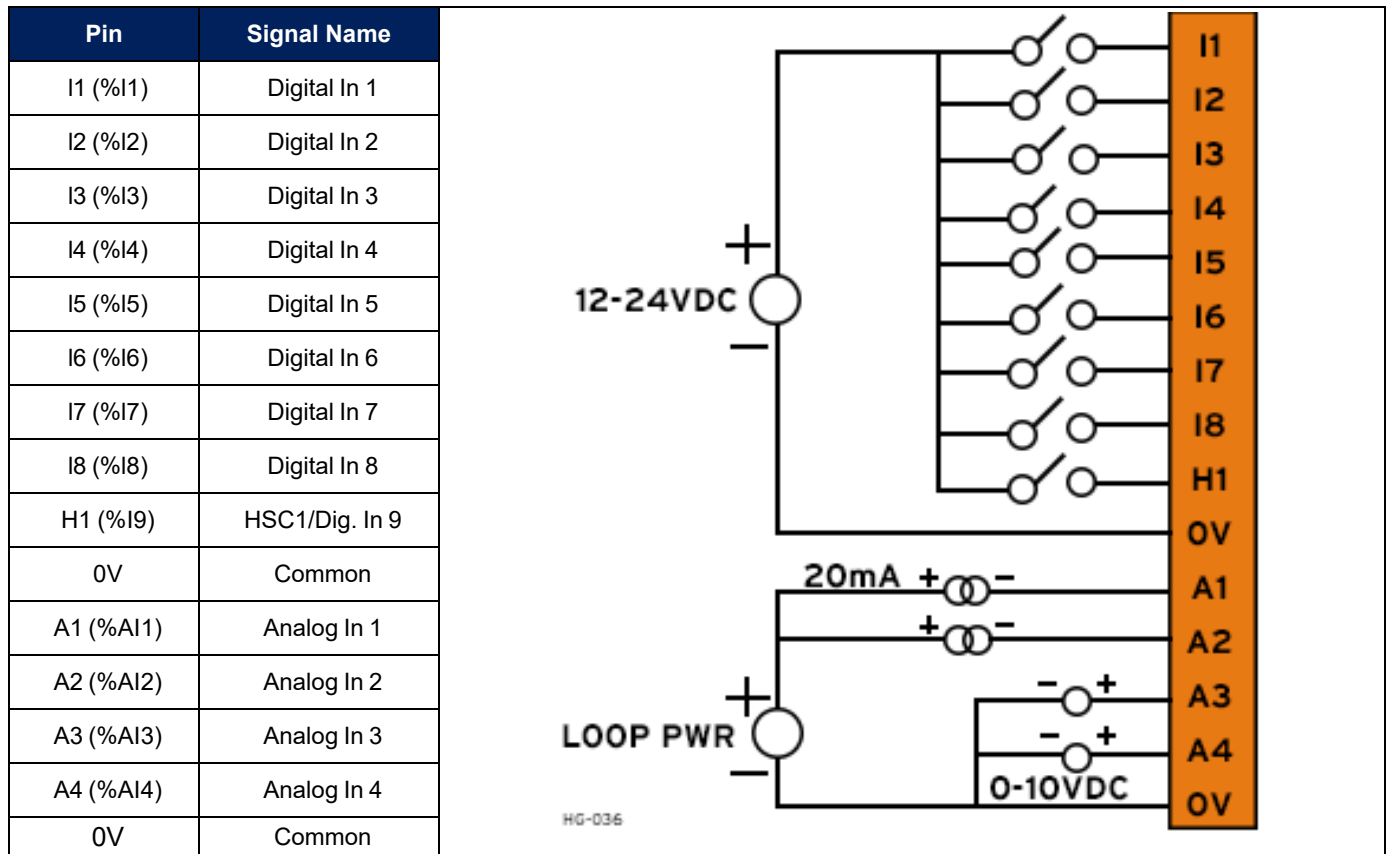 Pin Signal Name
I1 (%I1) Digital In 1
I2 (%I2) Digital In 2
I3 (%I3) Digital In 3
I4 (%I4) Digital In 4
I5 (%I5) Digital In 5
I6 (%I6) Digital In 6
I7 (%I7) Digital In 7
I8 (%I8) Digital In 8
H1 (%I9) HSC1/Dig. In 9
0V Common
A1 (%AI1) Analog In 1
A2 (%AI2) Analog In 2
A3 (%AI3) Analog In 3
A4 (%AI4) Analog In 4
0V Common
I1
I2
I3
I4
+
I5
12-24VDC
I6
−
I7
I8
H1
0V
20mA + − A1
+ − A2
+
− + A3
LOOP PWR
− + A4
−
0-10VDC
0V
HG-036